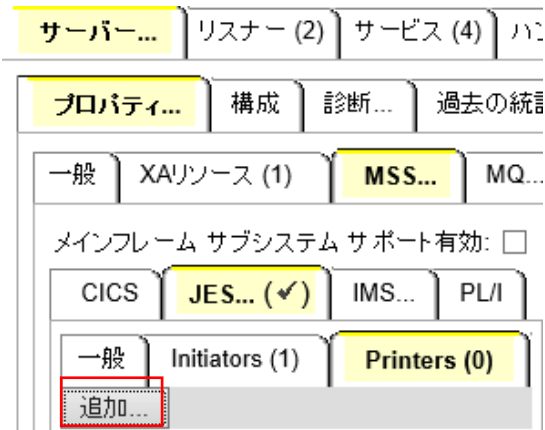 サーバー... リスナー (2) サービス (4)
プロパティ... 構成 診断... 過去の統計
一般 XAリソース (1) MSS... MQ...
メインフレーム サブシステム サポート有効:
CICS JES... (✔) IMS... PL/I
一般 Initiators (1) Printers (0)
追加...